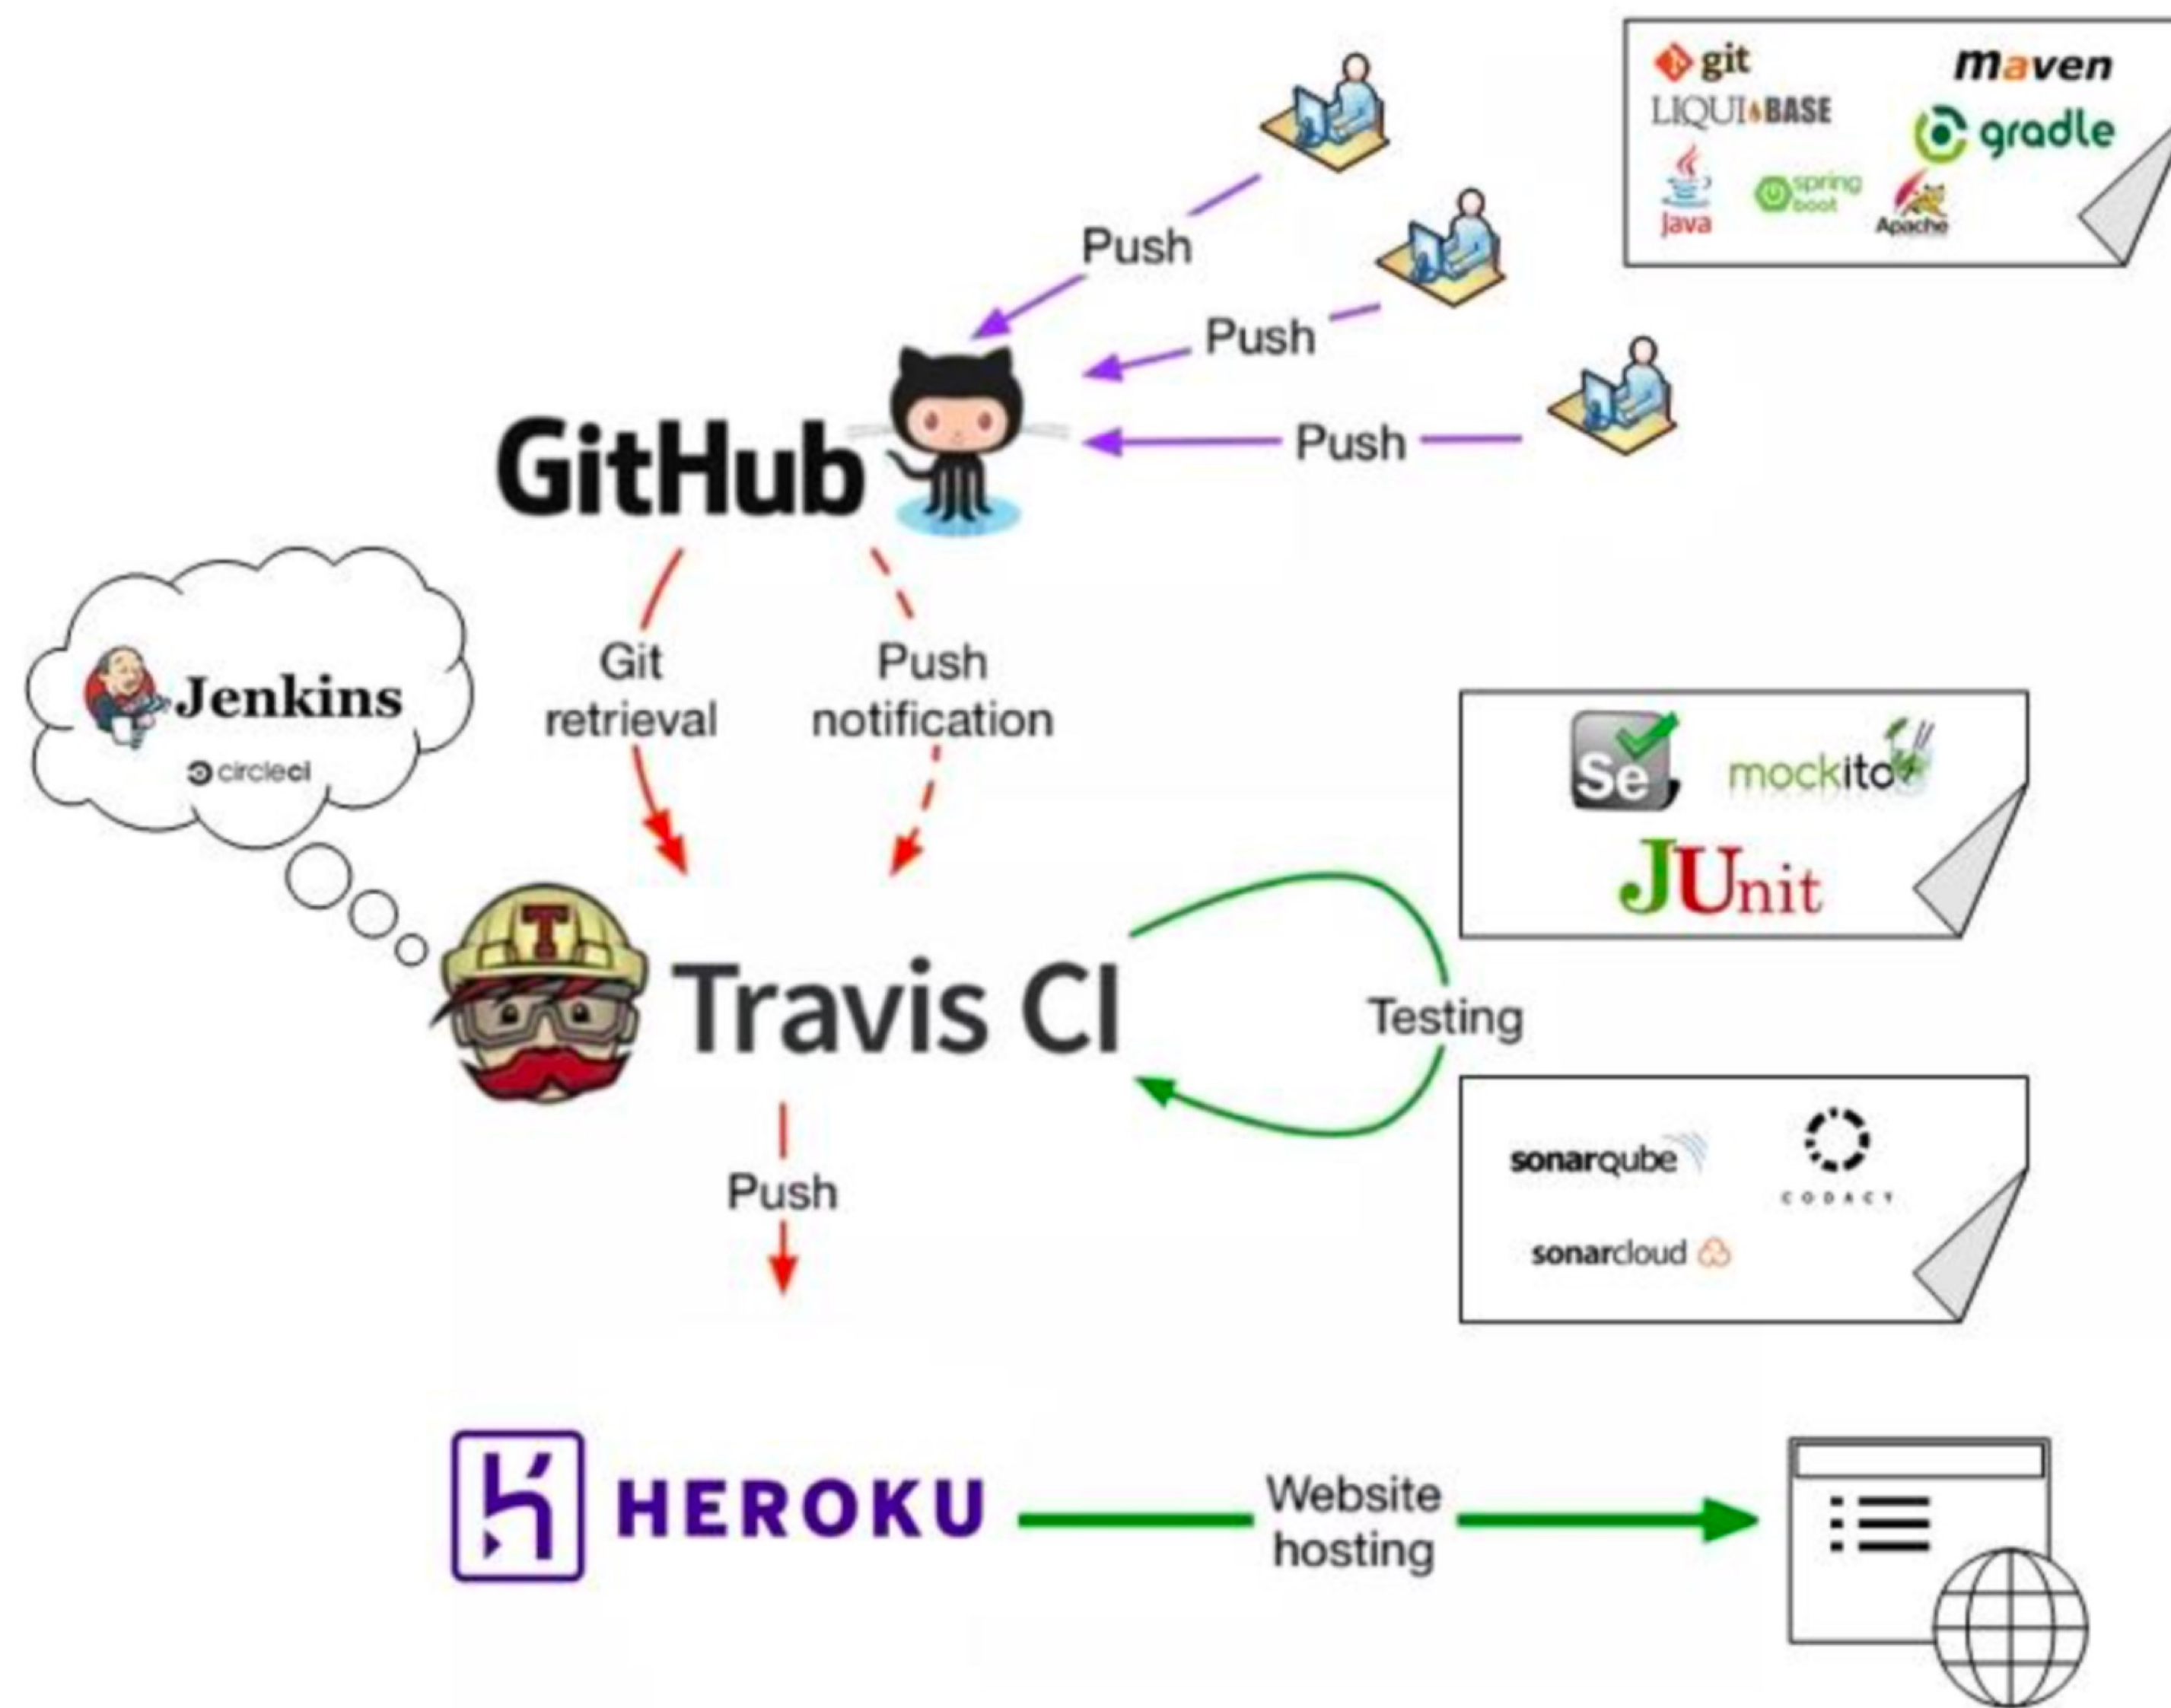 git
maven
LIQUIBASE
gradle
Java
spring
boot
Apache
Push
Push
Push
GitHub
Git
retrieval
Push
notification
Jenkins
circleci
Se
mockito
JUnit
T
Travis CI
Testing
sonarqube
CODACY
sonarcloud
Push
HEROKU
Website
hosting